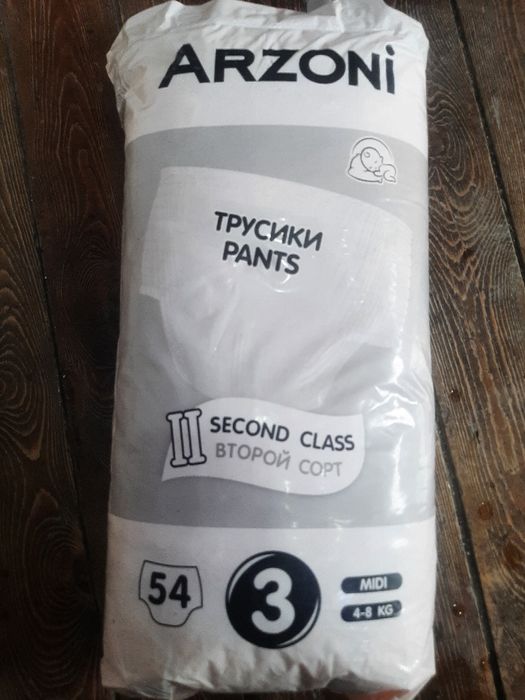 ARZONi
ТРУСИКИ
PANTS
II SECOND CLASS
ВТОРОЙ СОРТ
54
3
MIDI
4-8 KG